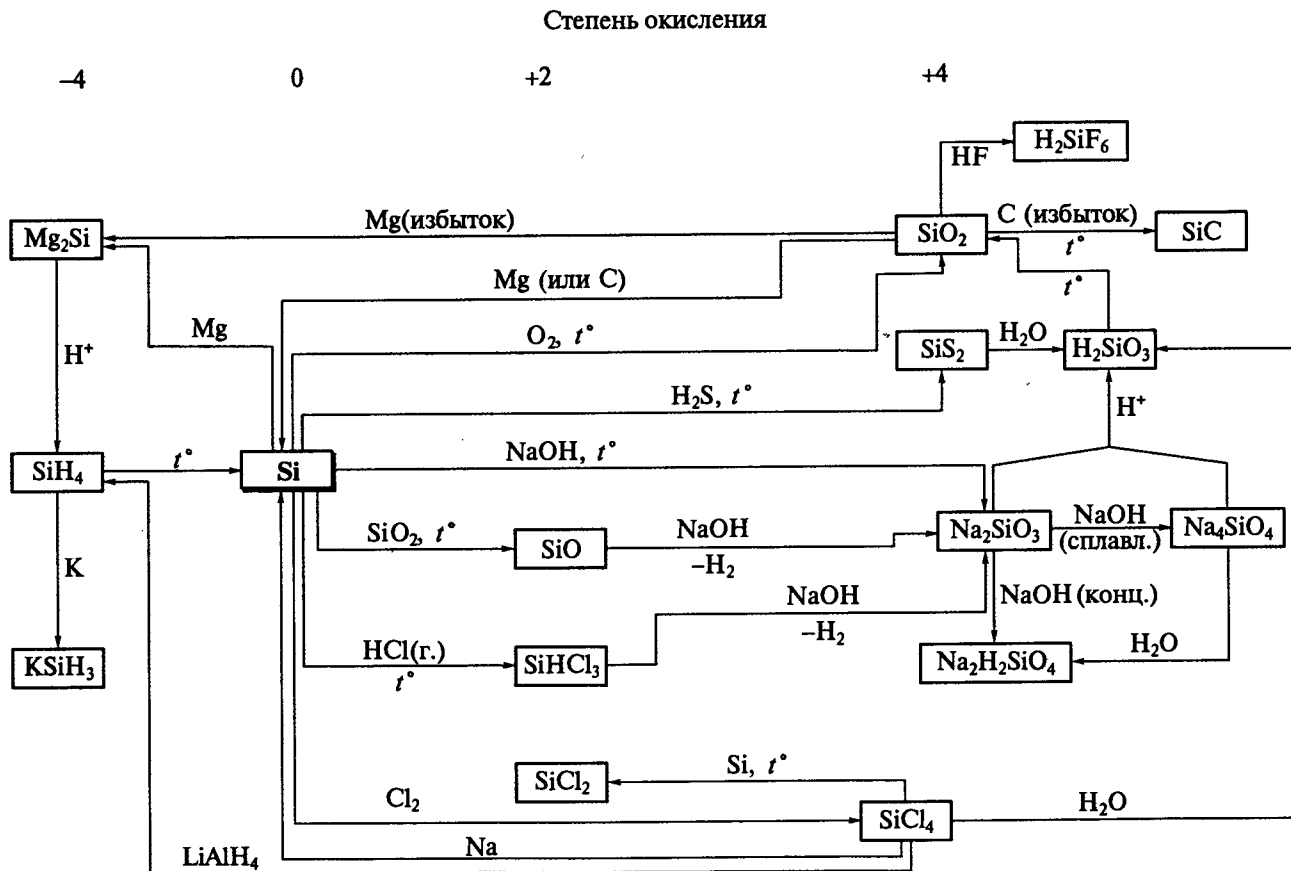 Степень окисления
–4 0 +2 +4
H₂SiF₆
HF
Mg(избыток)
C (избыток)
Mg₂Si
SiO₂
SiC
t°
t°
Mg (или C)
Mg
O₂, t°
H₂O
H⁺
SiS₂
H₂SiO₃
H₂S, t°
H⁺
t°
NaOH, t°
SiH₄
Si
SiO₂, t°
NaOH
Na₂SiO₃
NaOH
Na₄SiO₄
SiO
(сплавл.)
–H₂
K
NaOH
NaOH (конц.)
–H₂
HCl(г.)
H₂O
KSiH₃
SiHCl₃
Na₂H₂SiO₄
t°
Si, t°
SiCl₂
Cl₂
H₂O
SiCl₄
Na
LiAlH₄